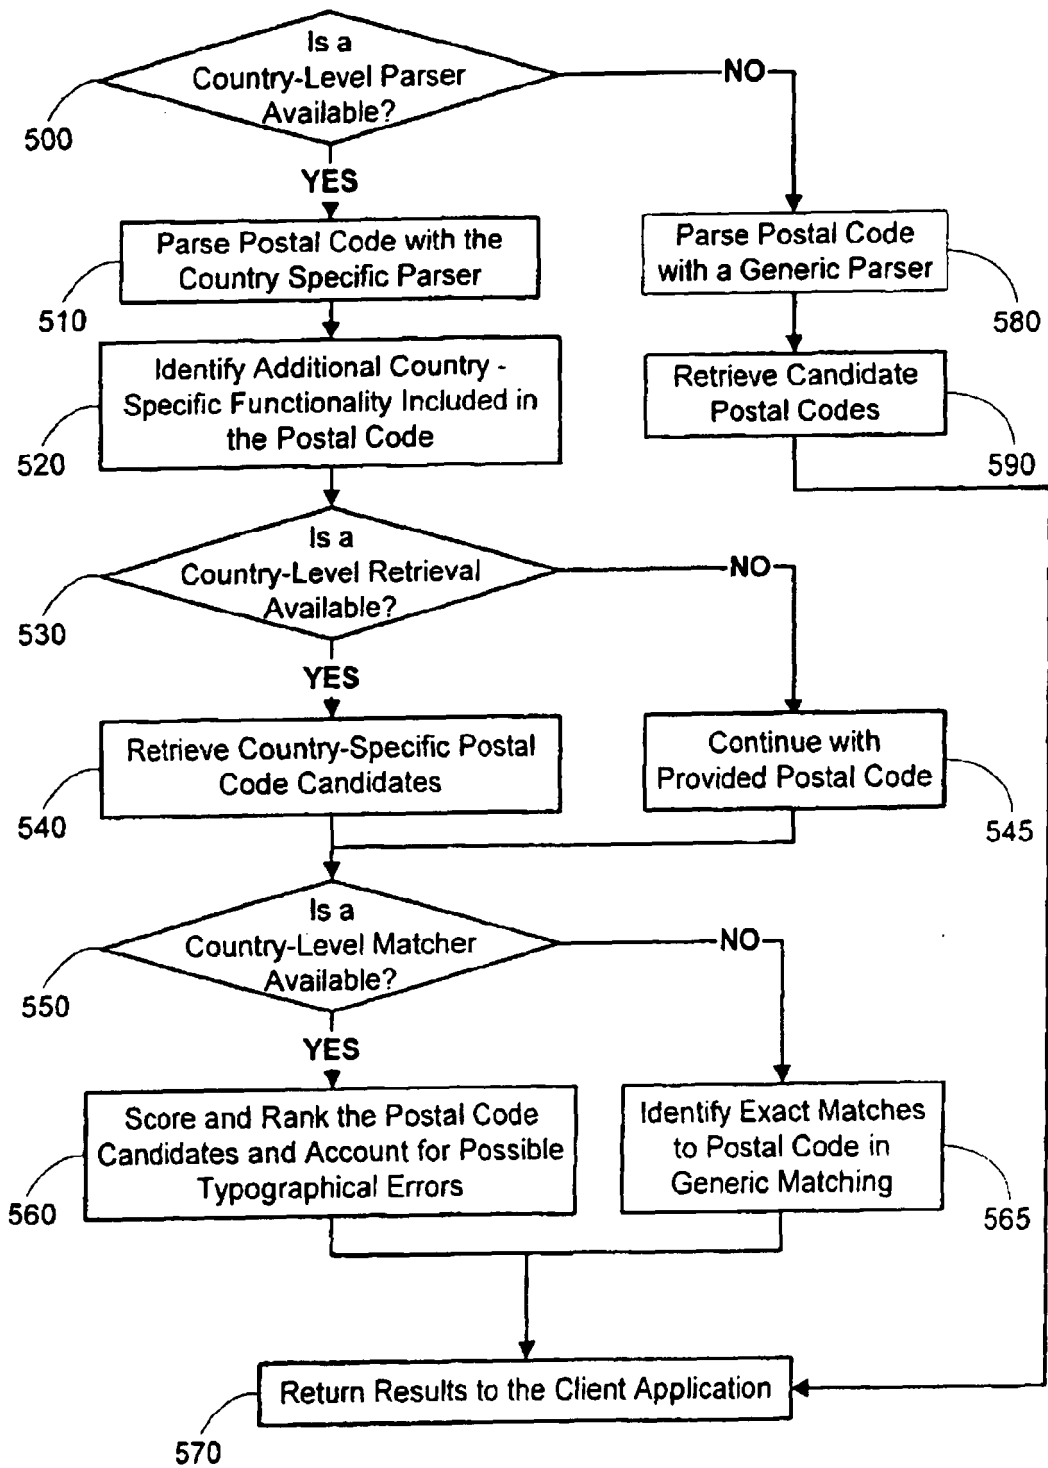 Is a
Country-Level Parser
Available?
NO
500
YES
Parse Postal Code with the
Country Specific Parser
510
Parse Postal Code
with a Generic Parser
580
Identify Additional Country -
Specific Functionality Included in
the Postal Code
520
Retrieve Candidate
Postal Codes
590
Is a
Country-Level Retrieval
Available?
NO
530
YES
Retrieve Country-Specific Postal
Code Candidates
540
Continue with
Provided Postal Code
545
Is a
Country-Level Matcher
Available?
NO
550
YES
Score and Rank the Postal Code
Candidates and Account for Possible
Typographical Errors
560
Identify Exact Matches
to Postal Code in
Generic Matching
565
Return Results to the Client Application
570